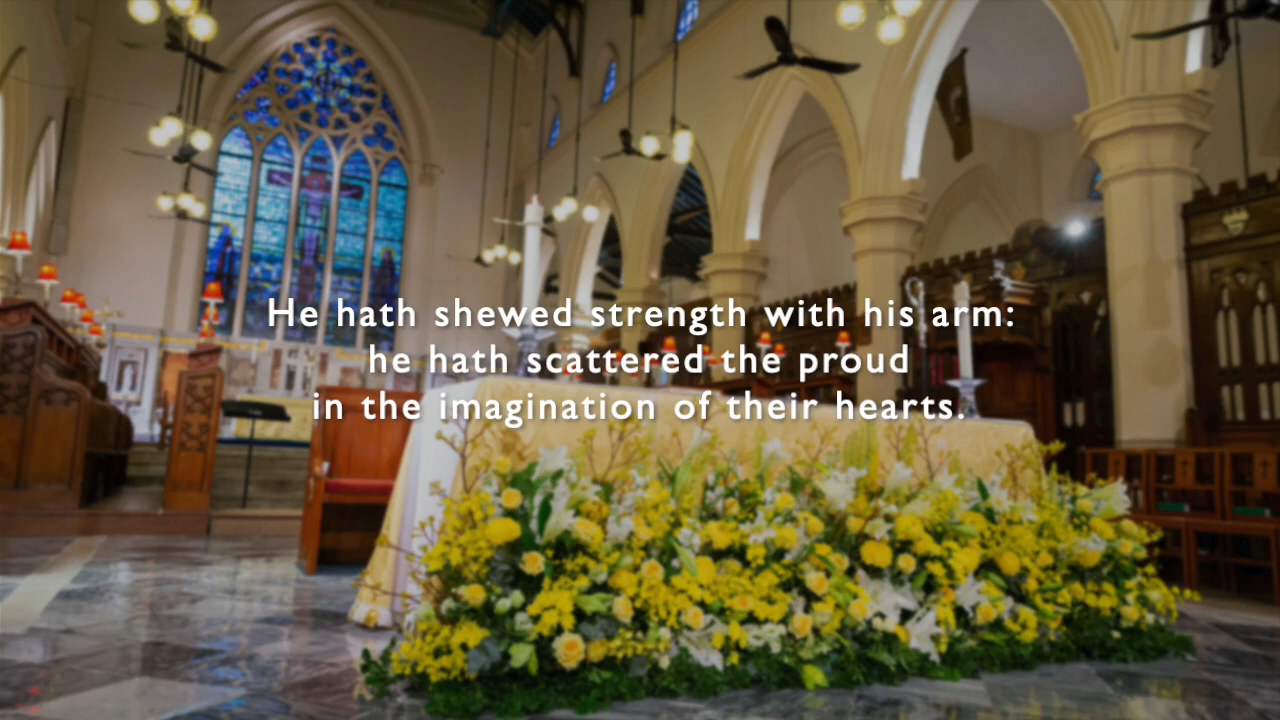 He hath shewed strength with his arm:
he hath scattered the proud
in the imagination of their hearts.